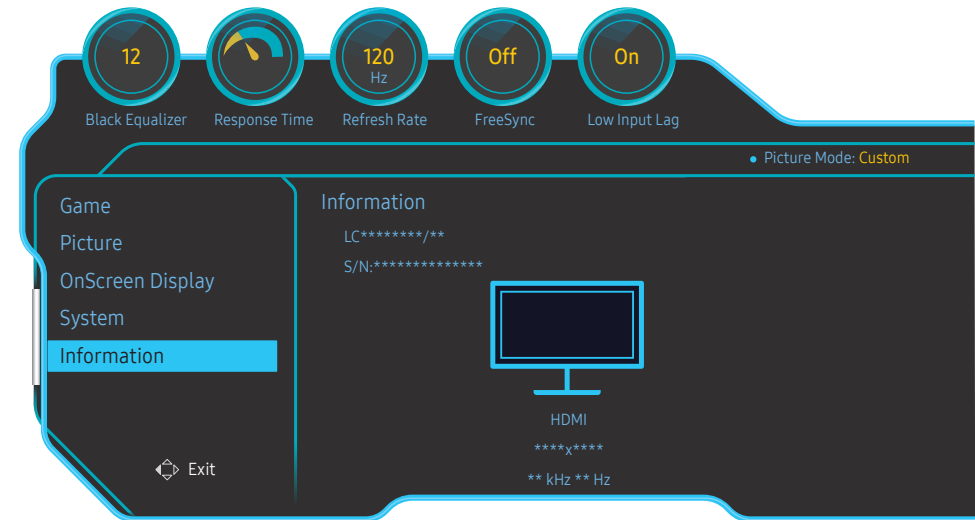 12
120
Hz
Off
On
Black Equalizer
Response Time
Refresh Rate
FreeSync
Low Input Lag
Picture Mode: Custom
Game
Picture
OnScreen Display
System
Information
Exit
Information
LC********/**
S/N:**************
HDMI
****x****
** kHz ** Hz